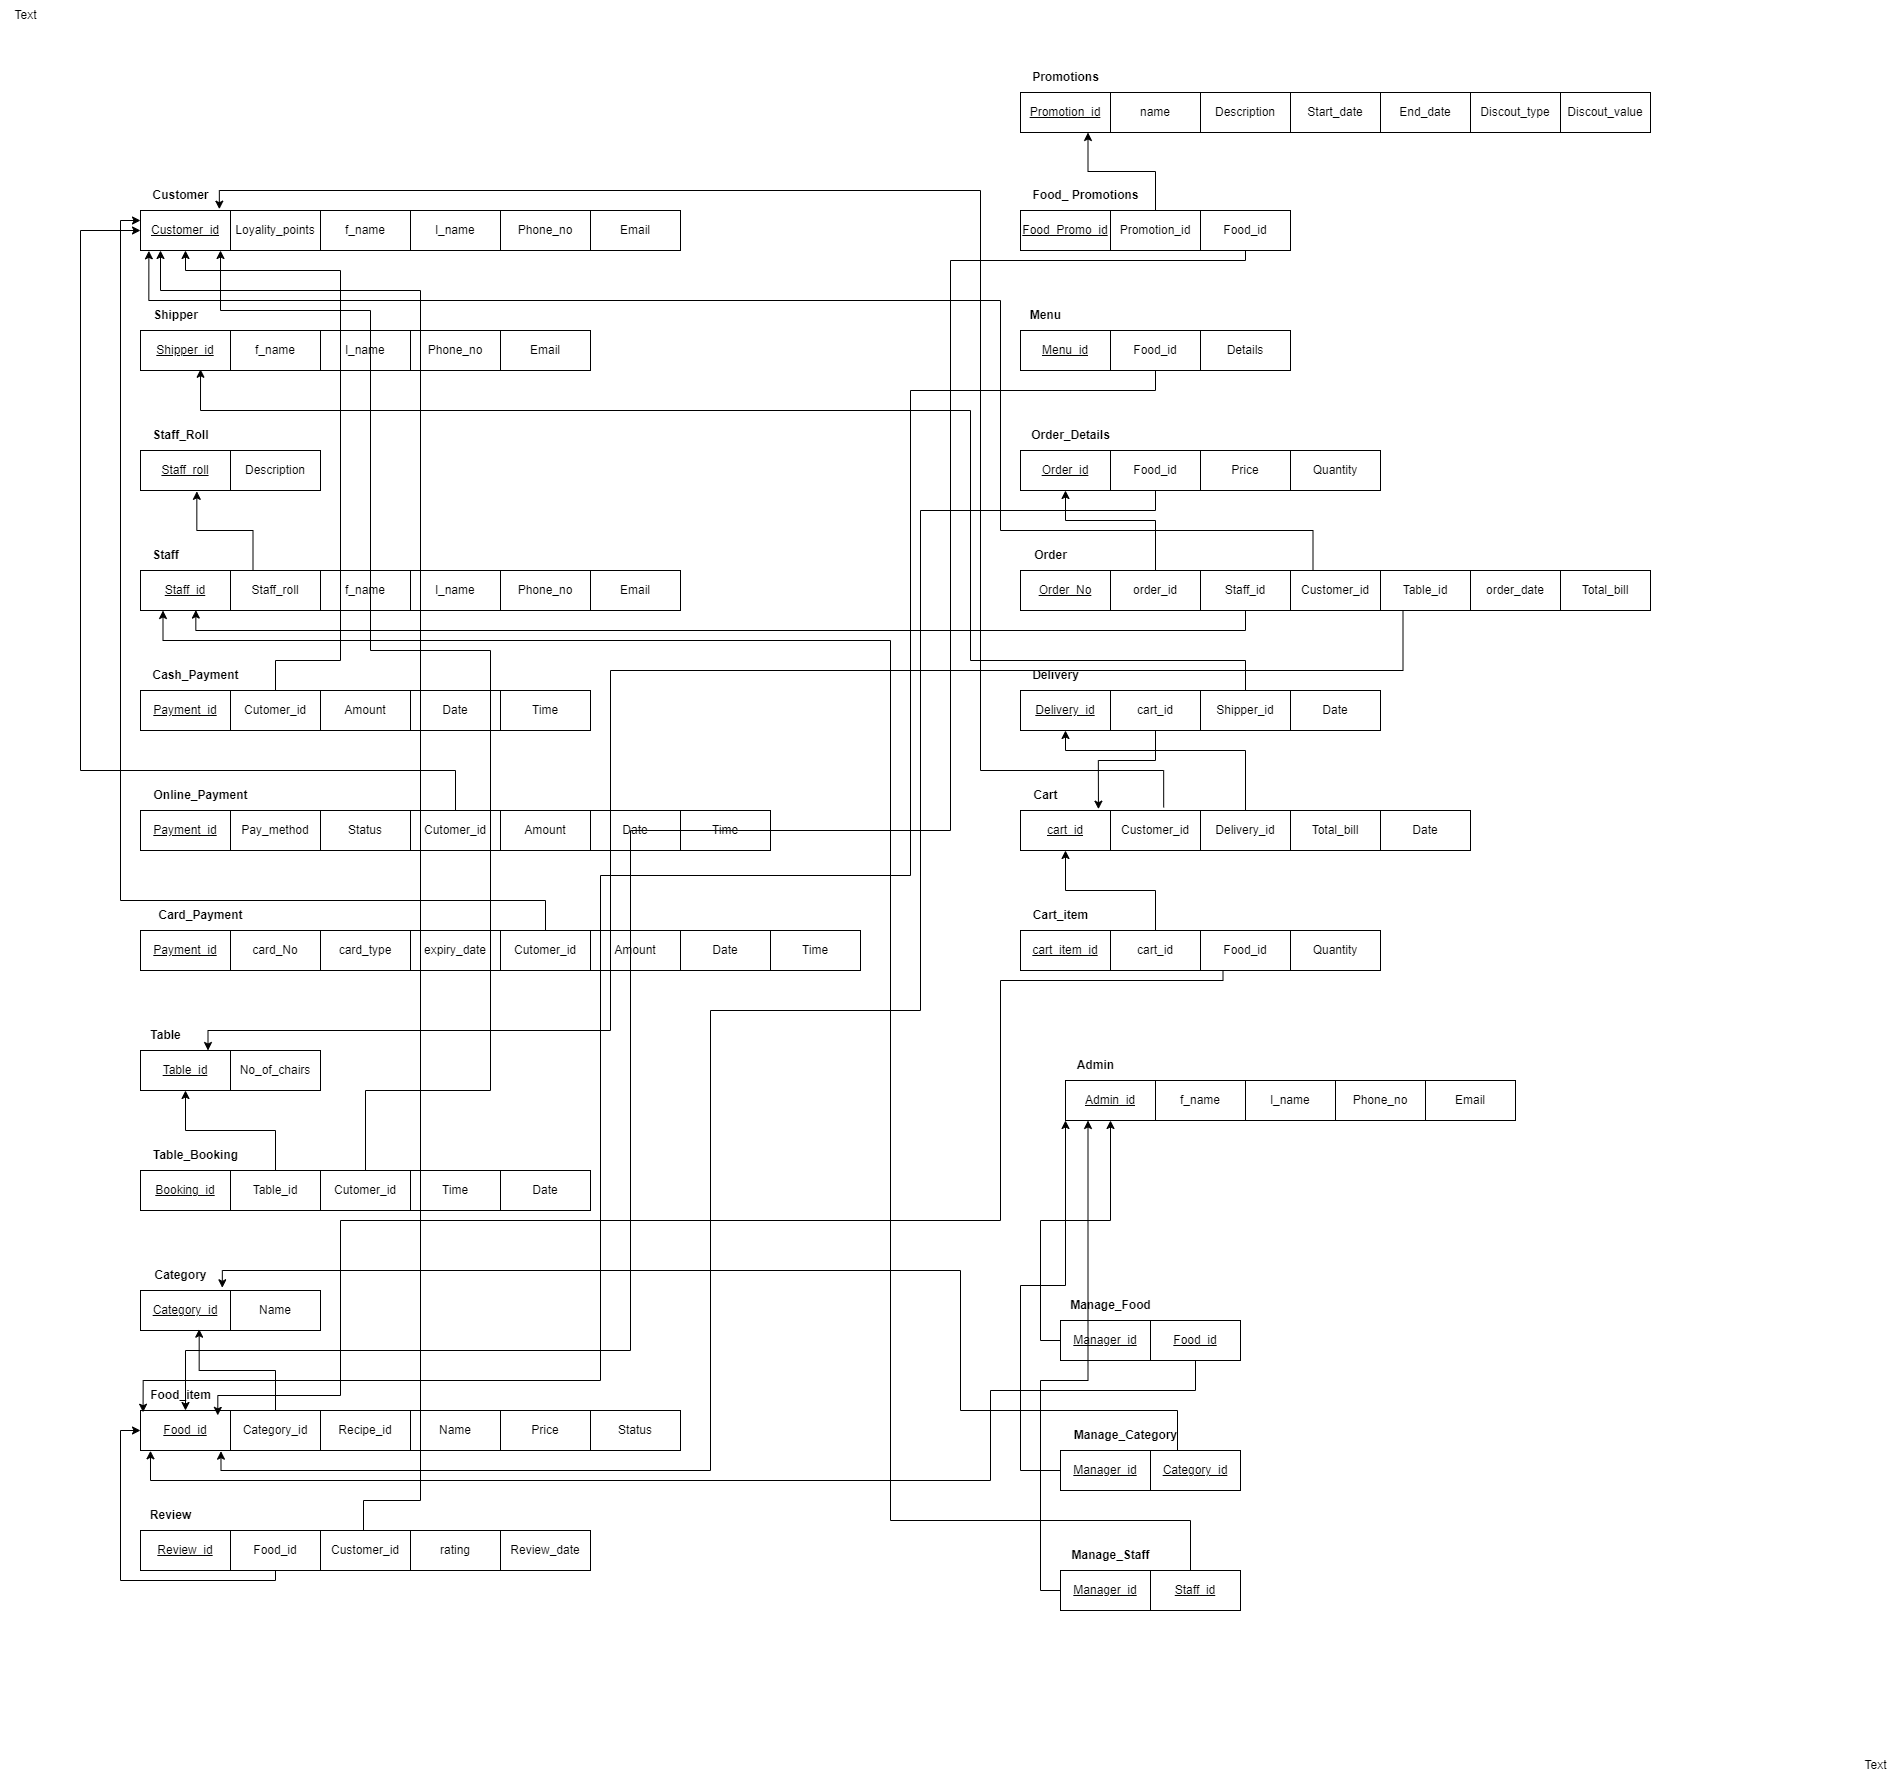 Text
Promotions
Promotion_id name Description Start_date End_date Discout_type Discout_value
Customer
Customer_id Loyality_points f_name l_name Phone_no Email
Food_ Promotions
Food_Promo_id Promotion_id Food_id
Shipper
Shipper_id f_name l_name Phone_no Email
Menu
Menu_id Food_id Details
Staff_Roll
Staff_roll Description
Order_Details
Order_id Food_id Price Quantity
Staff
Staff_id Staff_roll f_name l_name Phone_no Email
Order
Order_No order_id Staff_id Customer_id Table_id order_date Total_bill
Cash_Payment
Payment_id Cutomer_id Amount Date Time
Delivery
Delivery_id cart_id Shipper_id Date
Online_Payment
Payment_id Pay_method Status Cutomer_id Amount Date Time
Cart
cart_id Customer_id Delivery_id Total_bill Date
Card_Payment
Payment_id card_No card_type expiry_date Cutomer_id Amount Date Time
Cart_item
cart_item_id cart_id Food_id Quantity
Table
Table_id No_of_chairs
Admin
Admin_id f_name l_name Phone_no Email
Table_Booking
Booking_id Table_id Cutomer_id Time Date
Category
Category_id Name
Manage_Food
Manager_id Food_id
Food_item
Food_id Category_id Recipe_id Name Price Status
Manage_Category
Manager_id Category_id
Review
Review_id Food_id Customer_id rating Review_date
Manage_Staff
Manager_id Staff_id
Text